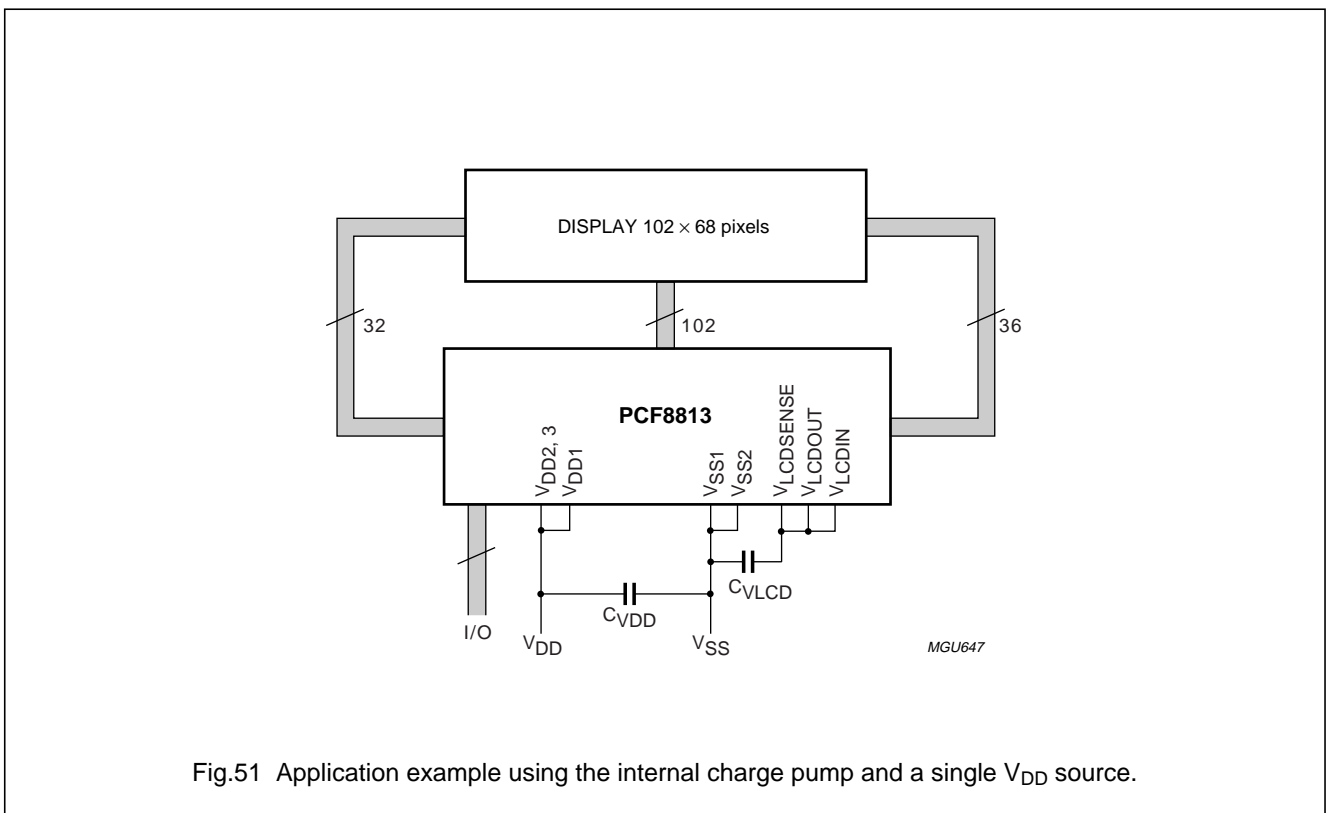 DISPLAY 102 × 68 pixels
32
102
36
PCF8813
VDD2, 3
VDD1
VSS1
VSS2
VLCDSENSE
VLCDOUT
VLCDIN
CVLCD
CVDD
I/O
VDD
VSS
MGU647
Fig.51 Application example using the internal charge pump and a single VDD source.